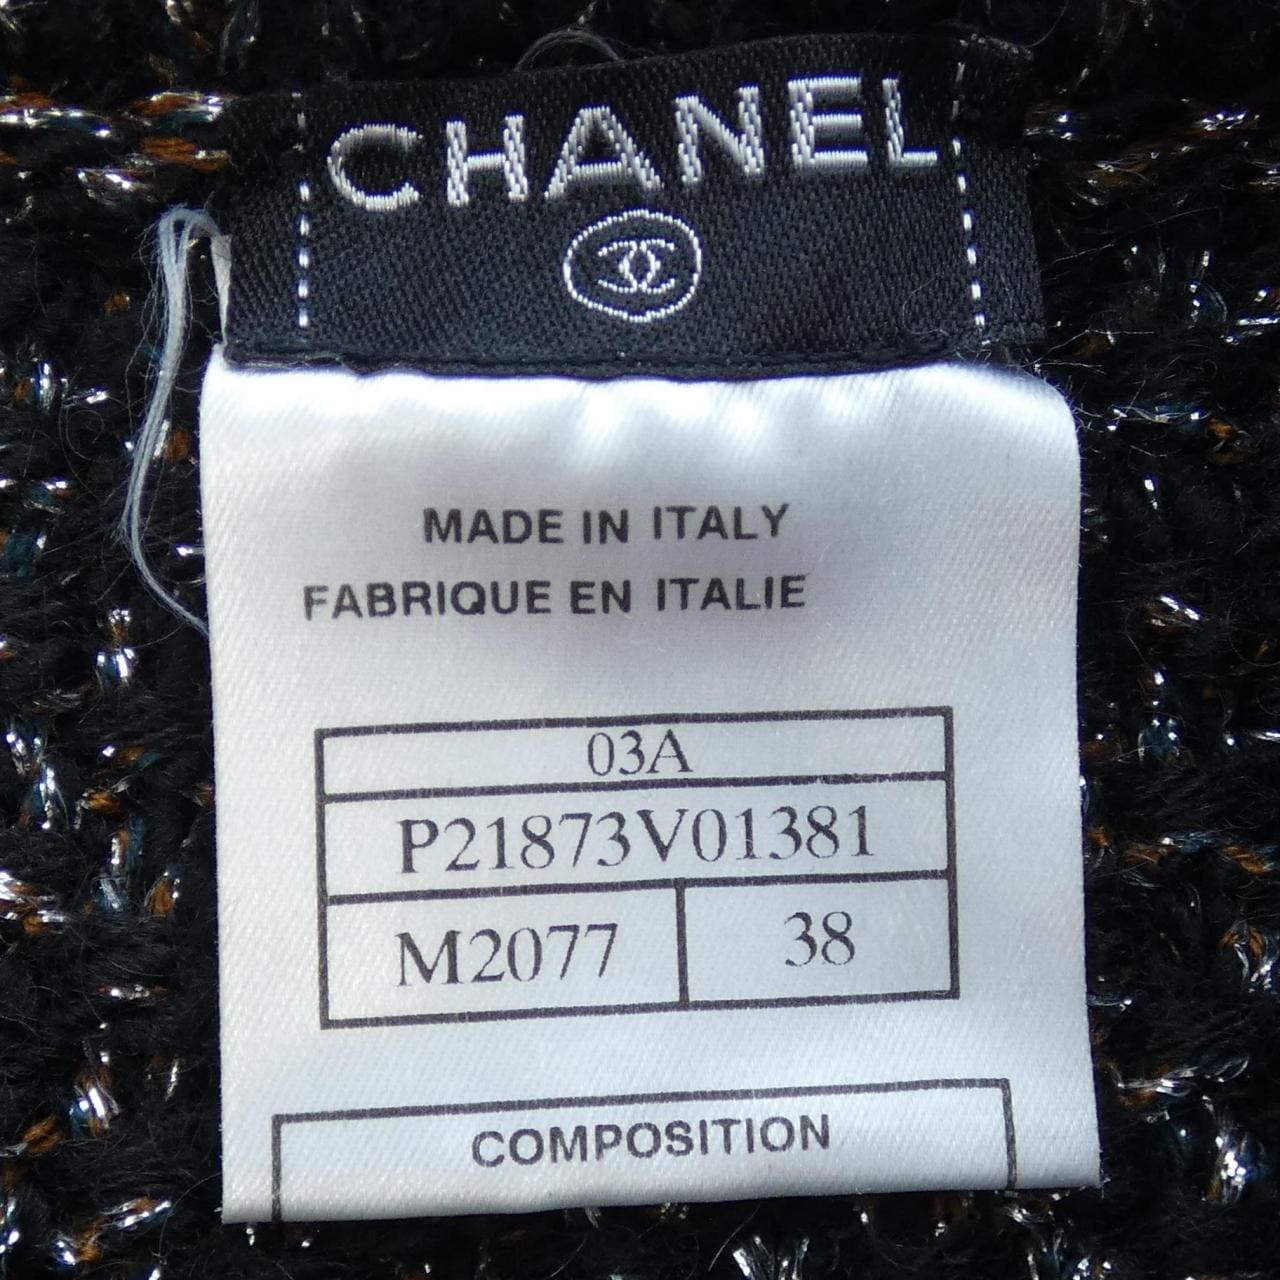 CHANEL
MADE IN ITALY
FABRIQUE EN ITALIE
03A
P21873V01381
M2077 38
COMPOSITION